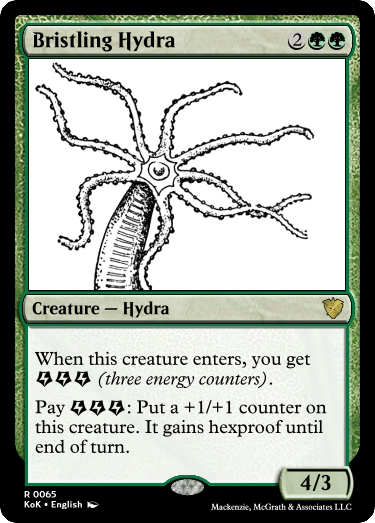 Bristling Hydra 2
Creature — Hydra
When this creature enters, you get
(three energy counters).
Pay : Put a +1/+1 counter on
this creature. It gains hexproof until
end of turn.
4/3
R 0065
KoK • English
Mackenzie, McGrath & Associates LLC